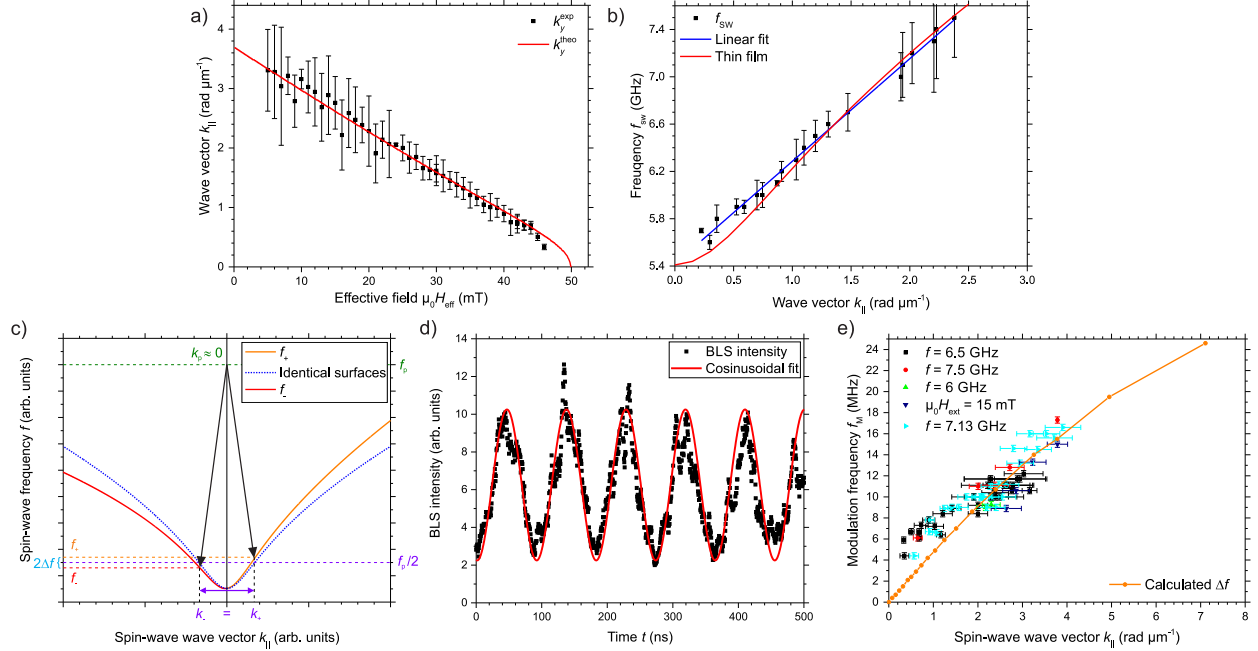 a)
k_y^exp
k_y^theo
Wave vector k_|| (rad µm⁻¹)
4
3
2
1
0
0 10 20 30 40 50
Effective field µ₀H_eff (mT)
b)
f_SW
Linear fit
Thin film
Freuqency f_sw (GHz)
7.4
7.0
6.6
6.2
5.8
5.4
0.0 0.5 1.0 1.5 2.0 2.5 3.0
Wave vector k_|| (rad µm⁻¹)
c)
k_p ≈ 0
f_+
Identical surfaces
f_-
f_p
Spin-wave frequency f (arb. units)
f_+
2Δf{
f_-
f_p/2
k_- = k_+
Spin-wave wave vector k_|| (arb. units)
d)
BLS intensity
Cosinusoidal fit
BLS intensity (arb. units)
14
12
10
8
6
4
2
0
0 100 200 300 400 500
Time t (ns)
e)
f = 6.5 GHz
f = 7.5 GHz
f = 6 GHz
µ₀H_ext = 15 mT
f = 7.13 GHz
Modulation frequency f_M (MHz)
24
22
20
18
16
14
12
10
8
6
4
2
0
Calculated Δf
0 1 2 3 4 5 6 7 8
Spin-wave wave vector k_|| (rad µm⁻¹)